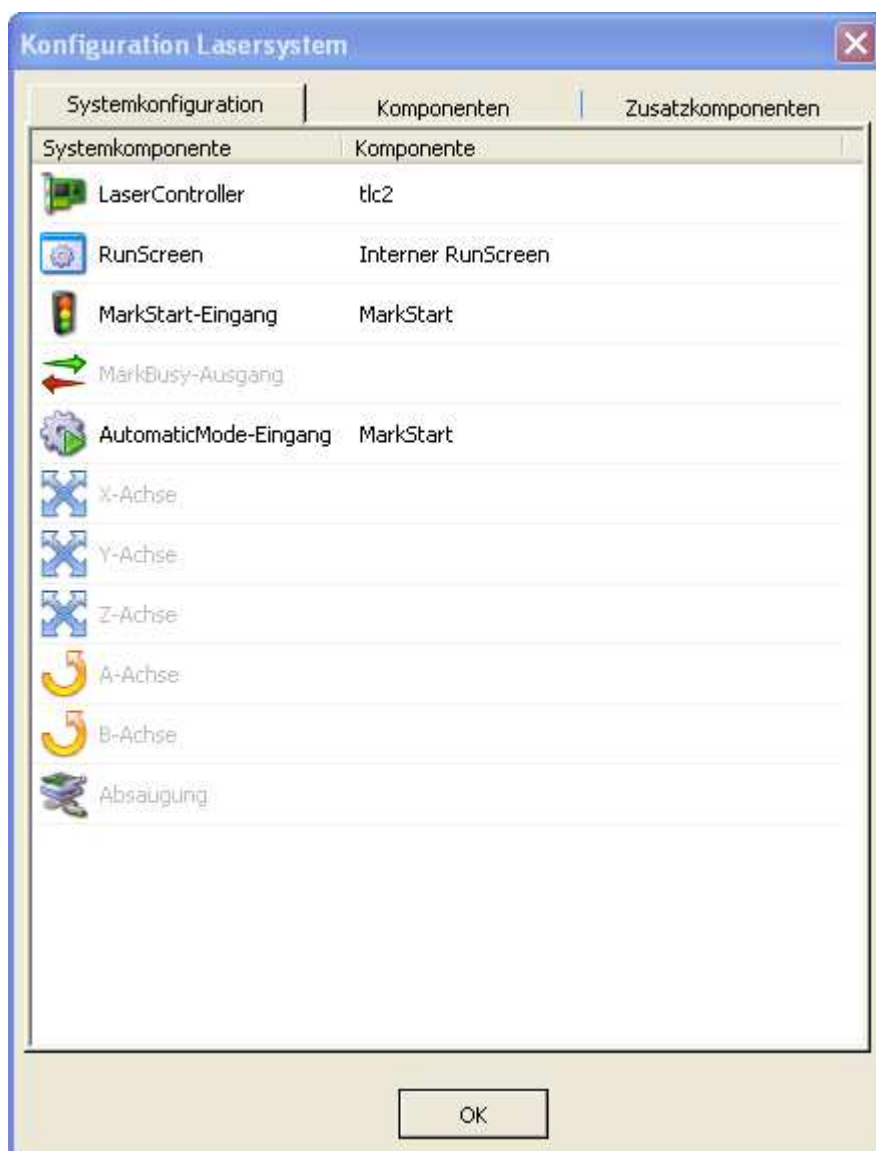 Konfiguration Lasersystem
Systemkonfiguration Komponenten Zusatzkomponenten
Systemkomponente Komponente
LaserController tlc2
RunScreen Interner RunScreen
MarkStart-Eingang MarkStart
MarkBusy-Ausgang
AutomaticMode-Eingang MarkStart
X-Achse
Y-Achse
Z-Achse
A-Achse
B-Achse
Absaugung
OK